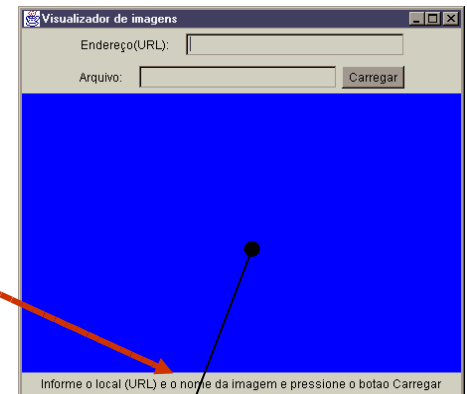 Visualizador de imagens
Endereço(URL):
Arquivo: Carregar
Informe o local (URL) e o nome da imagem e pressione o botao Carregar